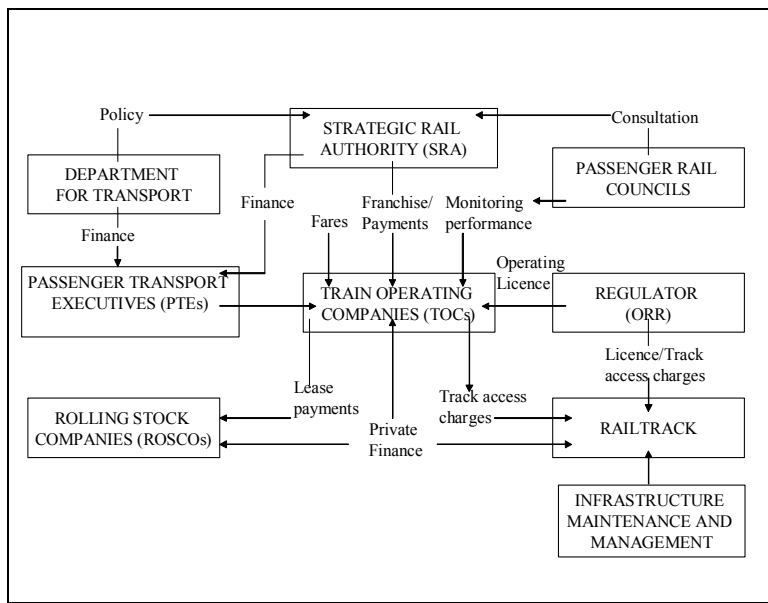 Policy
STRATEGIC RAIL
AUTHORITY (SRA)
Consultation
DEPARTMENT
FOR TRANSPORT
PASSENGER RAIL
COUNCILS
Finance
Finance
Fares
Franchise/
Payments
Monitoring
performance
Operating
Licence
PASSENGER TRANSPORT
EXECUTIVES (PTEs)
TRAIN OPERATING
COMPANIES (TOCs)
REGULATOR
(ORR)
Licence/Track
access charges
Lease
payments
Track access
charges
ROLLING STOCK
COMPANIES (ROSCOs)
Private
Finance
RAILTRACK
INFRASTRUCTURE
MAINTENANCE AND
MANAGEMENT